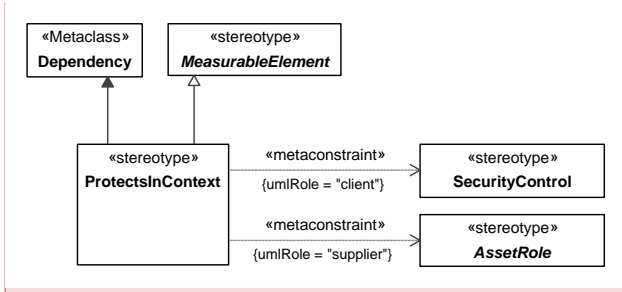 «Metaclass»
Dependency
«stereotype»
MeasurableElement
«stereotype»
ProtectsInContext
«metaconstraint»
{umlRole = "client"}
«stereotype»
SecurityControl
«metaconstraint»
{umlRole = "supplier"}
«stereotype»
AssetRole